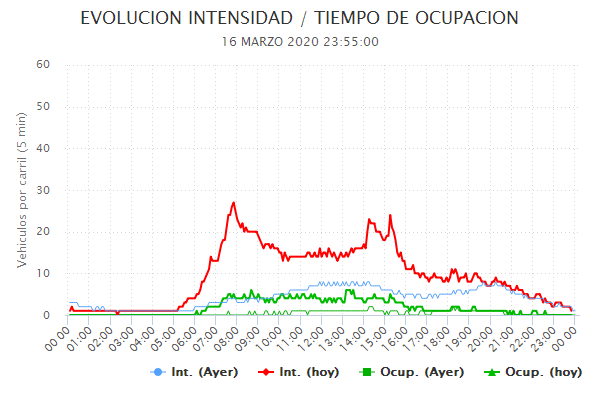 EVOLUCION INTENSIDAD / TIEMPO DE OCUPACION
16 MARZO 2020 23:55:00
Vehiculos por carril (5 min)
60
50
40
30
20
10
0
00:00 01:00 02:00 03:00 04:00 05:00 06:00 07:00 08:00 09:00 10:00 11:00 12:00 13:00 14:00 15:00 16:00 17:00 18:00 19:00 20:00 21:00 22:00 23:00 00:00
Int. (Ayer) Int. (hoy) Ocup. (Ayer) Ocup. (hoy)